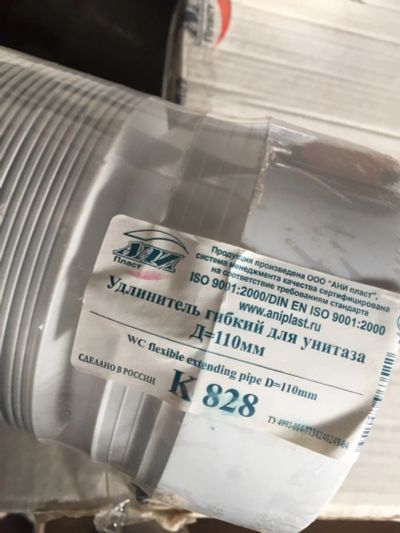 АНИ
Пласт
АНИ
Пласт
Продукция произведена ООО "АНИ пласт",
система менеджмента качества сертифицирована
на соответствие требованиям стандарта
ISO 9001:2000/DIN EN ISO 9001:2000
www.aniplast.ru
Удлинитель гибкий для унитаза
Д=110мм
WC flexible extending pipe D=110mm
СДЕЛАНО В РОССИИ
К 828